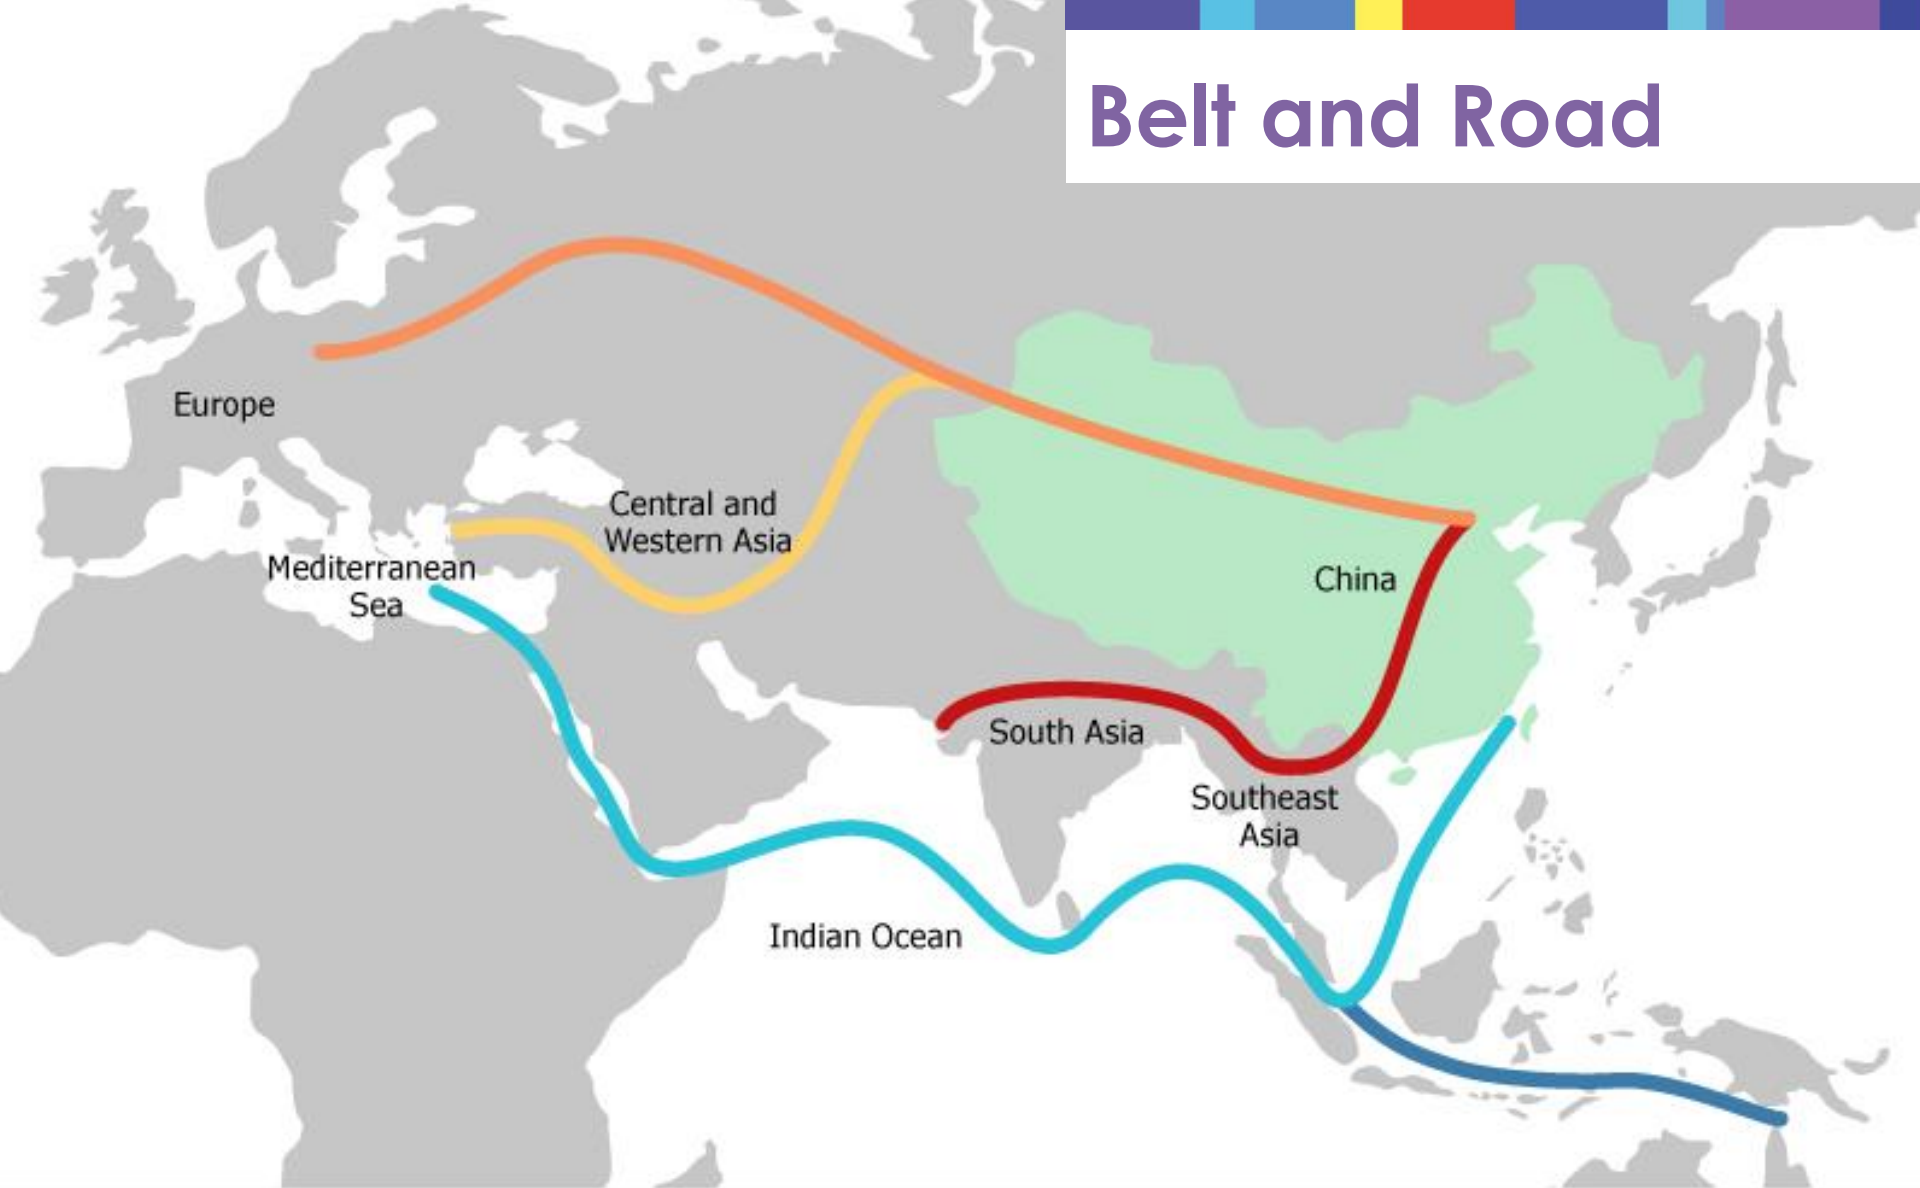 Belt and Road
Europe
Central and
Western Asia
Mediterranean
Sea
China
South Asia
Southeast
Asia
Indian Ocean